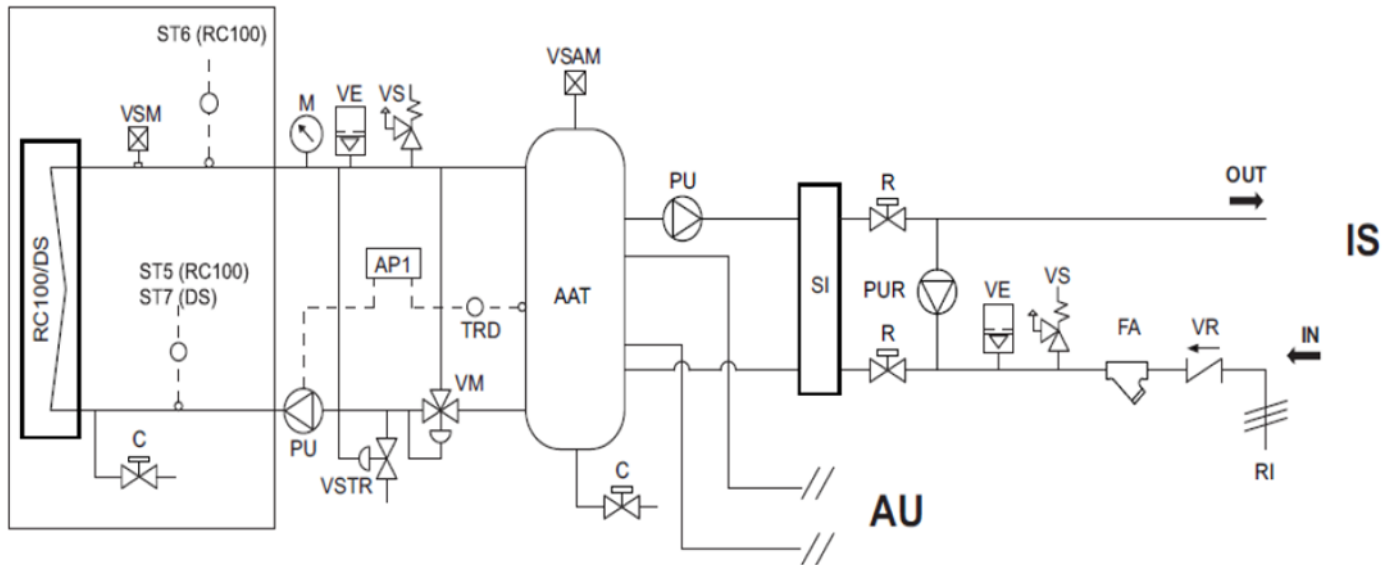 ST6 (RC100)
VSAM
VSM
M
VE
VS
RC100/DS
PU
R
OUT
IS
ST5 (RC100)
ST7 (DS)
AP1
TRD
AAT
SI
PUR
VE
VS
FA
VR
IN
R
VM
PU
C
VSTR
C
AU
RI